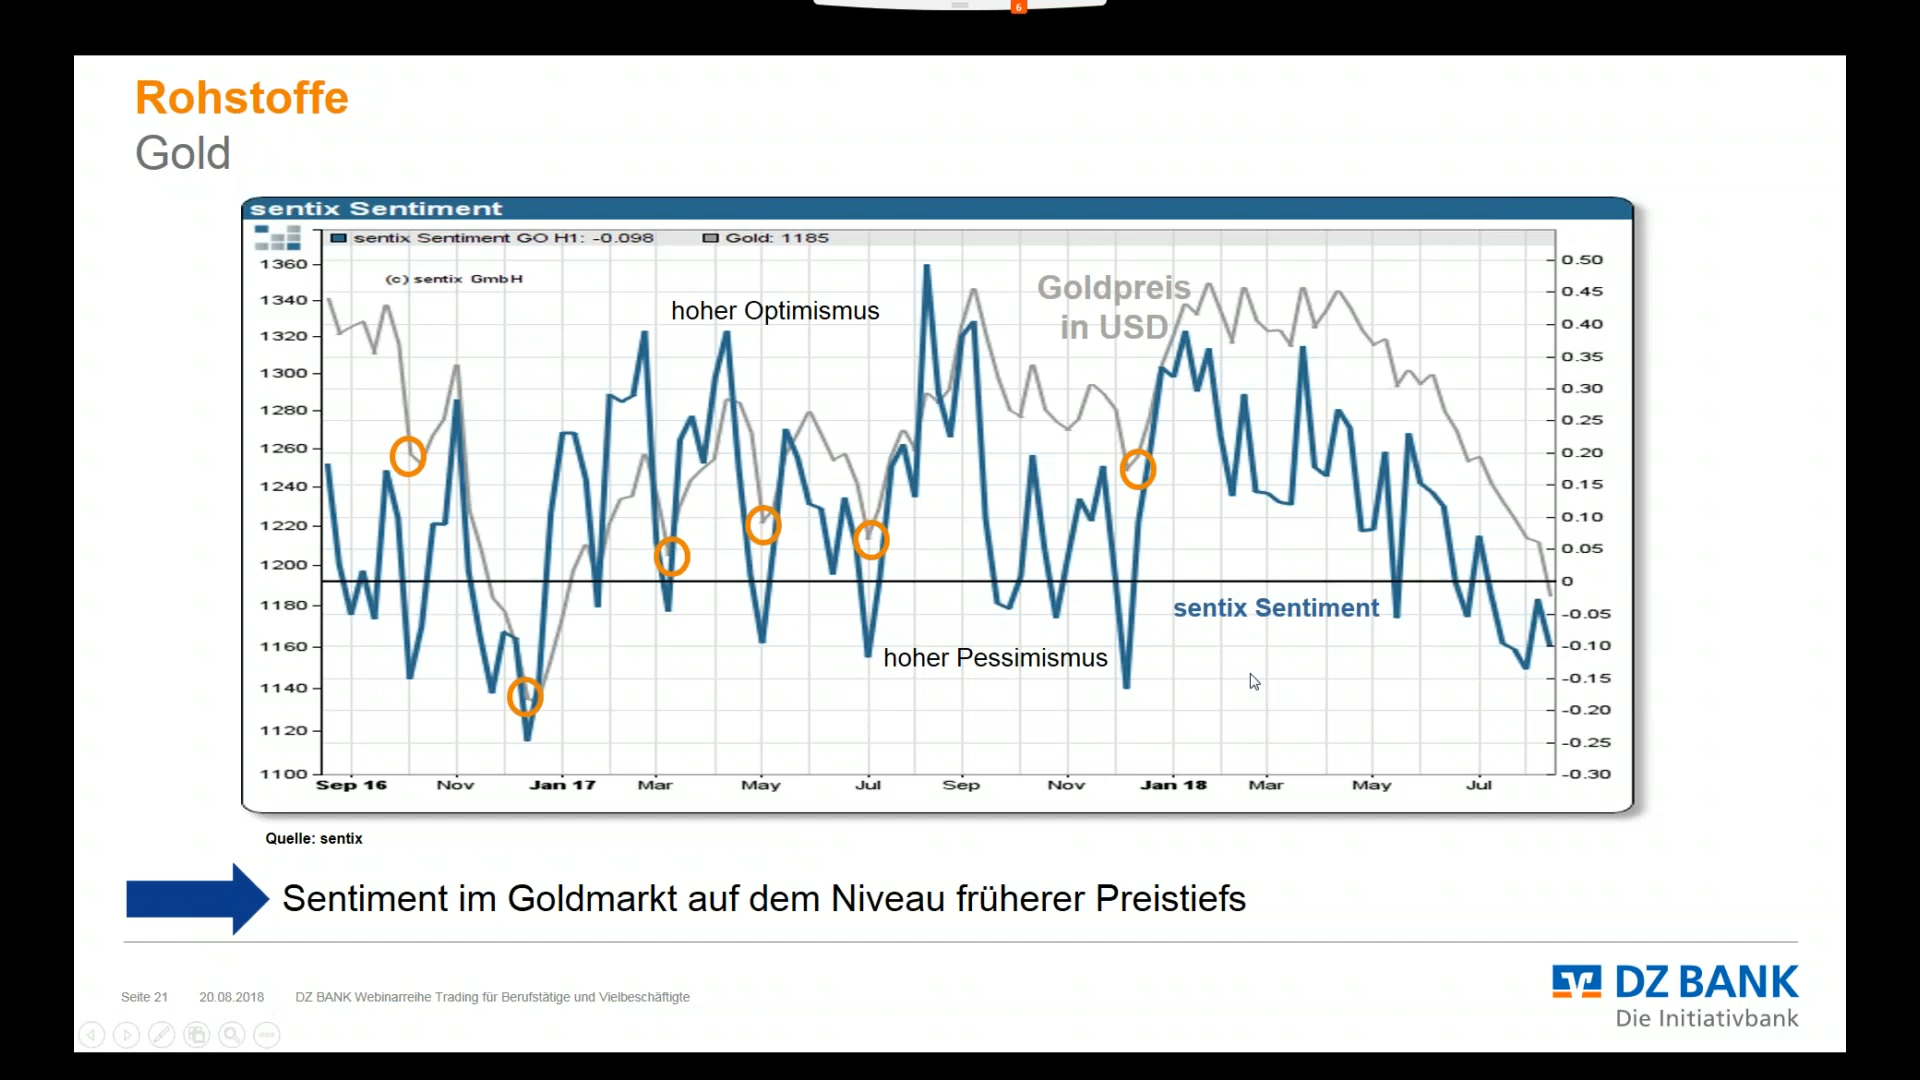 6
Rohstoffe
Gold
sentix Sentiment
sentix Sentiment GO H1: -0.098 Gold: 1185
(c) sentix GmbH
1360
1340
1320
1300
1280
1260
1240
1220
1200
1180
1160
1140
1120
1100
hoher Optimismus
Goldpreis
in USD
sentix Sentiment
hoher Pessimismus
0.50
0.45
0.40
0.35
0.30
0.25
0.20
0.15
0.10
0.05
0
-0.05
-0.10
-0.15
-0.20
-0.25
-0.30
Sep 16 Nov Jan 17 Mar May Jul Sep Nov Jan 18 Mar May Jul
Quelle: sentix
Sentiment im Goldmarkt auf dem Niveau früherer Preistiefs
Seite 21 20.08.2018 DZ BANK Webinarreihe Trading für Berufstätige und Vielbeschäftigte
DZ BANK
Die Initiativbank